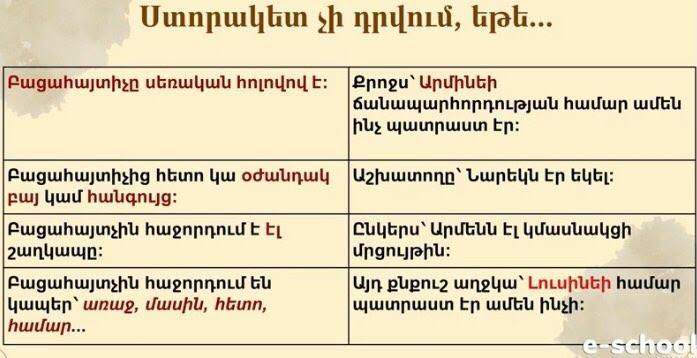 Ստորակետ չի դրվում, եթե...
Բացահայտիչը սեռական հոլովով է:
Քրոջս՝ Արմինեի
ճանապարհորդության համար ամեն
ինչ պատրաստ էր:
Բացահայտիչից հետո կա օժանդակ
բայ կամ հանգույց:
Աշխատողը՝ Նարեկն էր եկել:
Բացահայտչին հաջորդում է էլ
շաղկապը:
Ընկերս՝ Արմենն էլ կմասնակցի
մրցույթին:
Բացահայտչին հաջորդում են
կապեր՝ առաջ, մասին, հետո,
համար...
Այդ քնքուշ աղջկա՝ Լուսինեի համար
պատրաստ էր ամեն ինչի:
e-school